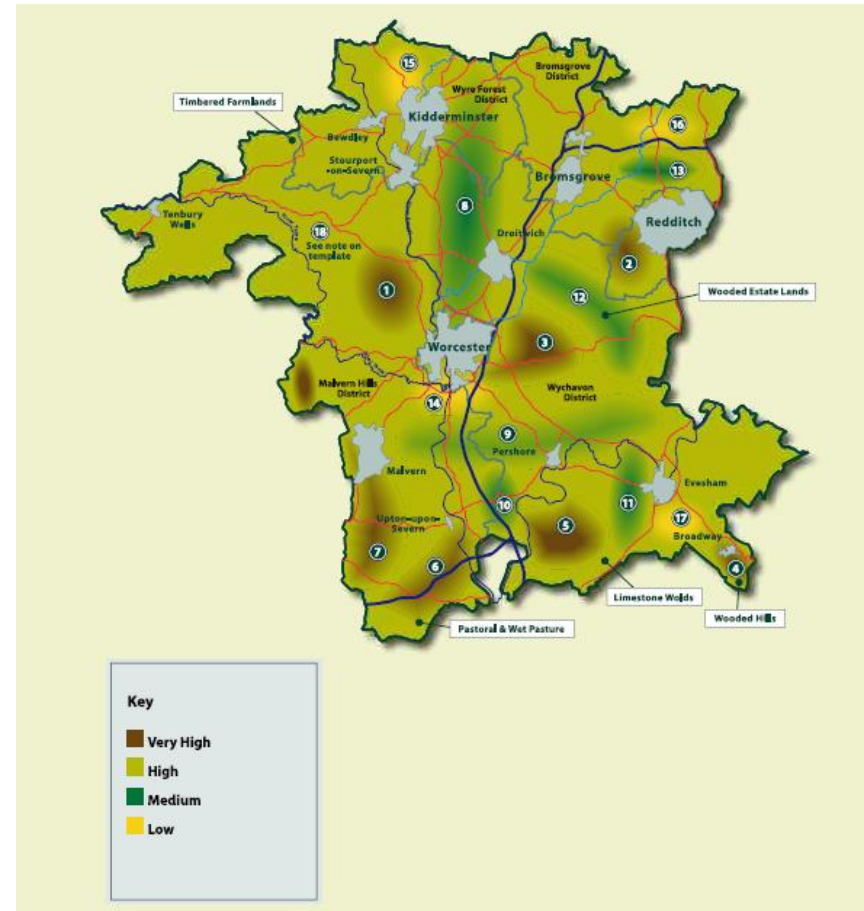 15
Bromsgrove
District
16
Wyre Forest
District
Timbered Farmlands
Kidderminster
Bewdley
Stourport
-on-Severn
Bromsgrove
13
Tenbury
Wells
8
Redditch
18
See note on
template
Droitwich
2
1
12
Wooded Estate Lands
Worcester
3
Malvern Hills
District
Wychavon
District
14
9
Pershore
Malvern
Evesham
10
11
Upton-upon-
Severn
5
17
Broadway
7
6
4
Limestone Wolds
Wooded Hills
Pastoral & Wet Pasture
Key
Very High
High
Medium
Low